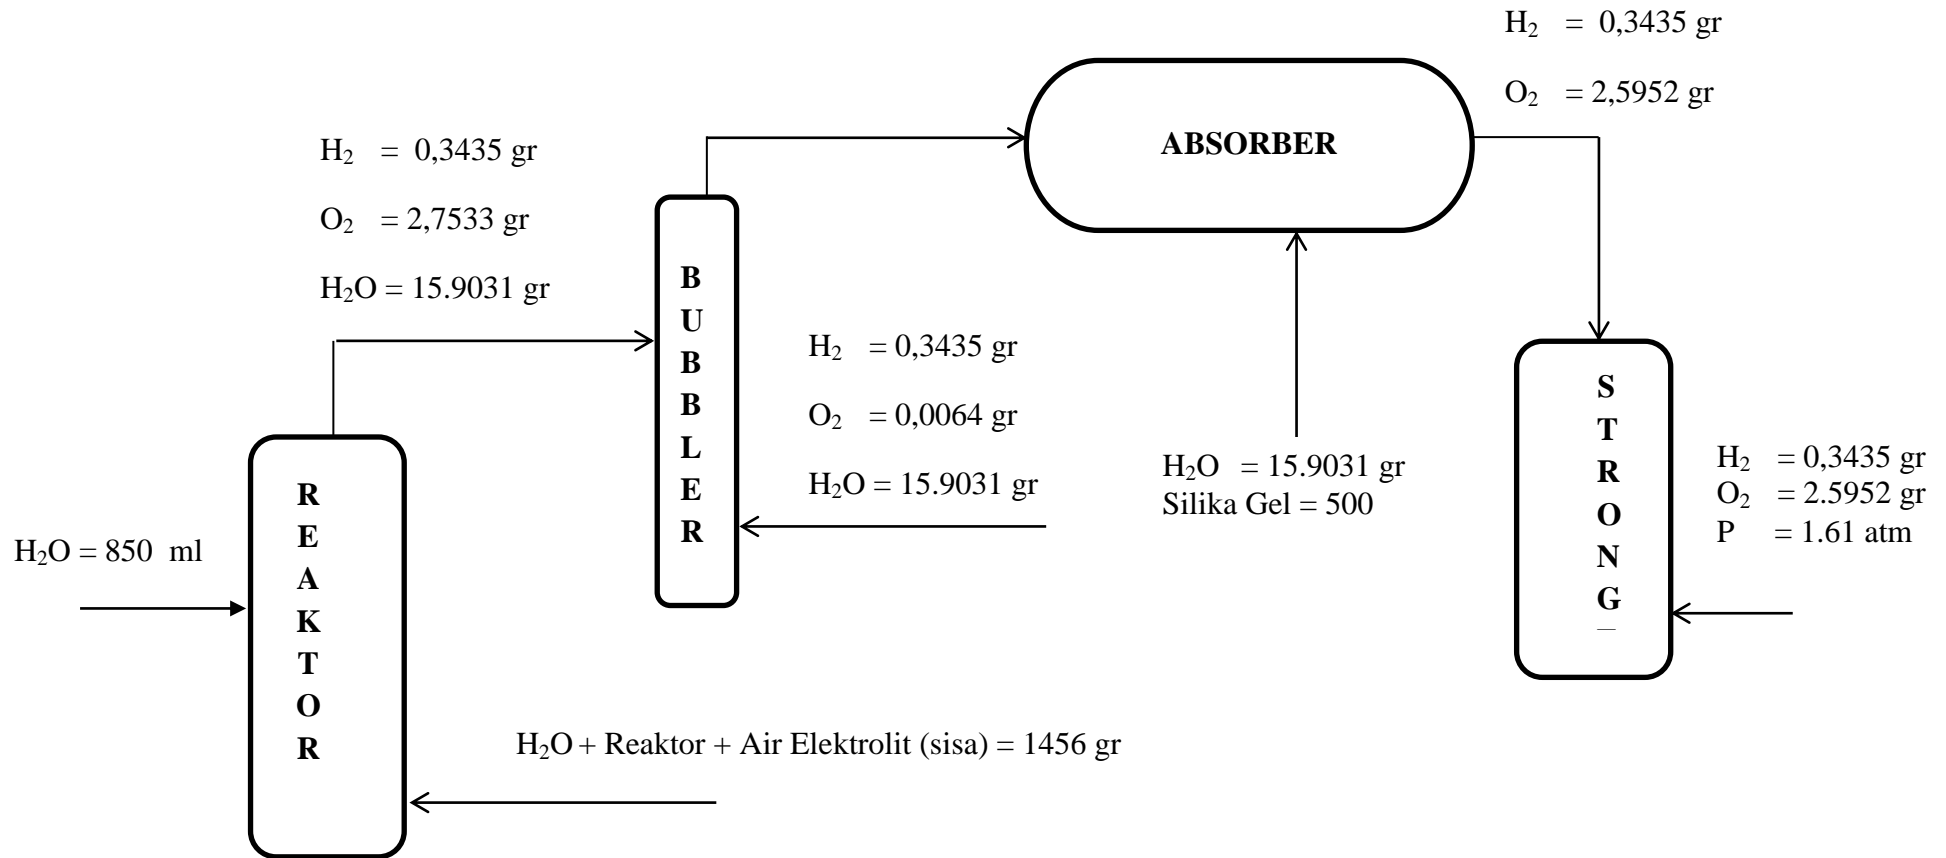 H₂ = 0,3435 gr
O₂ = 2,5952 gr
ABSORBER
H₂ = 0,3435 gr
O₂ = 2,7533 gr
H₂O = 15.9031 gr
BUBBLER
H₂ = 0,3435 gr
O₂ = 0,0064 gr
H₂O = 15.9031 gr
H₂O = 15.9031 gr
Silika Gel = 500
STRONG
H₂ = 0,3435 gr
O₂ = 2.5952 gr
P = 1.61 atm
H₂O = 850 ml
REAKTOR
H₂O + Reaktor + Air Elektrolit (sisa) = 1456 gr